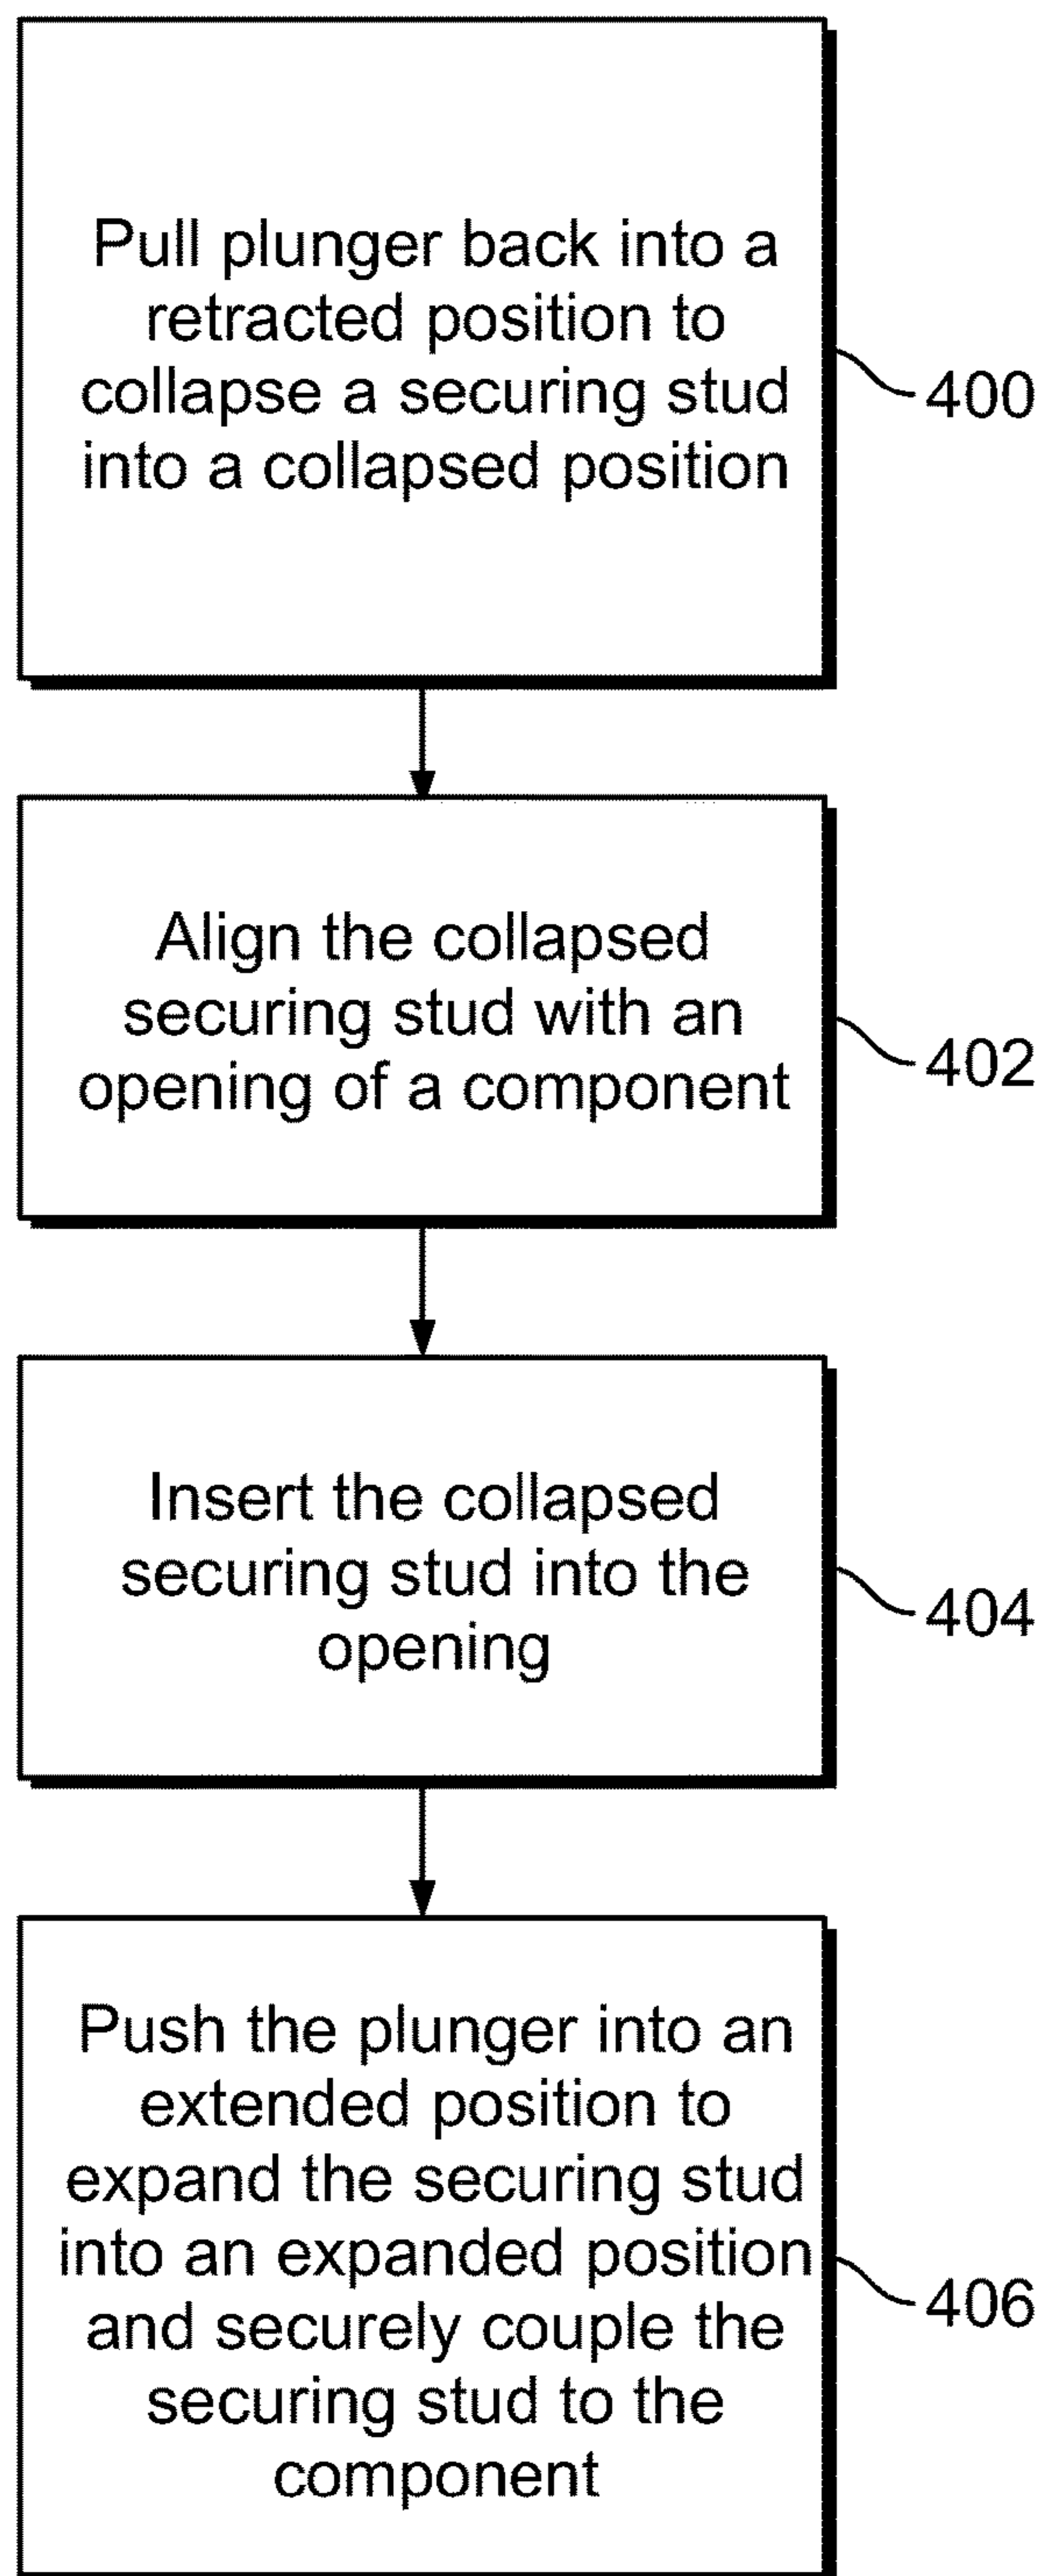 Pull plunger back into a
retracted position to
collapse a securing stud
into a collapsed position
400
Align the collapsed
securing stud with an
opening of a component
402
Insert the collapsed
securing stud into the
opening
404
Push the plunger into an
extended position to
expand the securing stud
into an expanded position
and securely couple the
securing stud to the
component
406